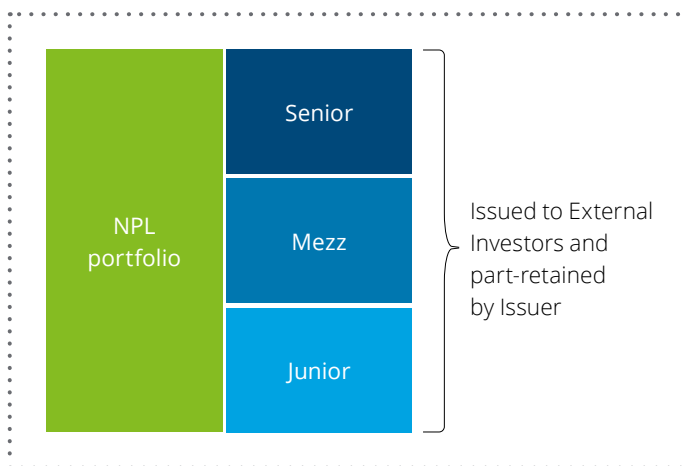 NPL
portfolio
Senior
Mezz
Junior
Issued to External
Investors and
part-retained
by Issuer